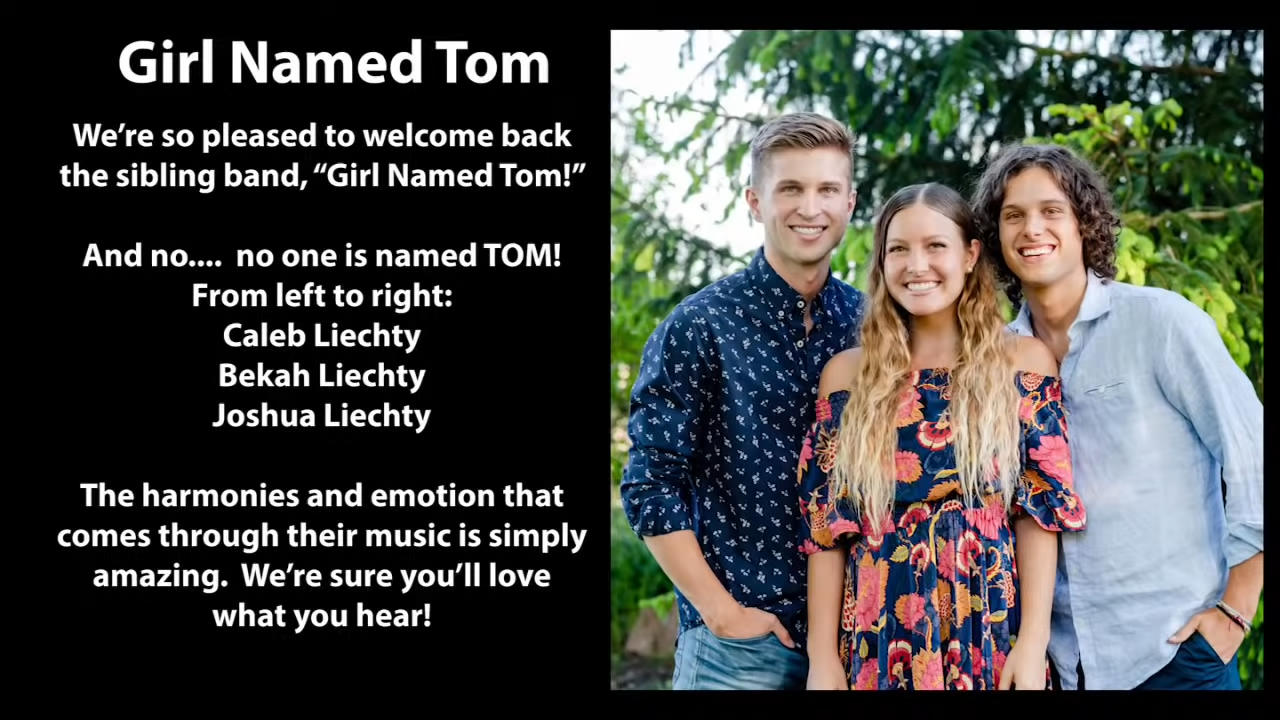 Girl Named Tom
We’re so pleased to welcome back
the sibling band, “Girl Named Tom!”
And no....  no one is named TOM!
From left to right:
Caleb Liechty
Bekah Liechty
Joshua Liechty
The harmonies and emotion that
comes through their music is simply
amazing.  We’re sure you’ll love
what you hear!